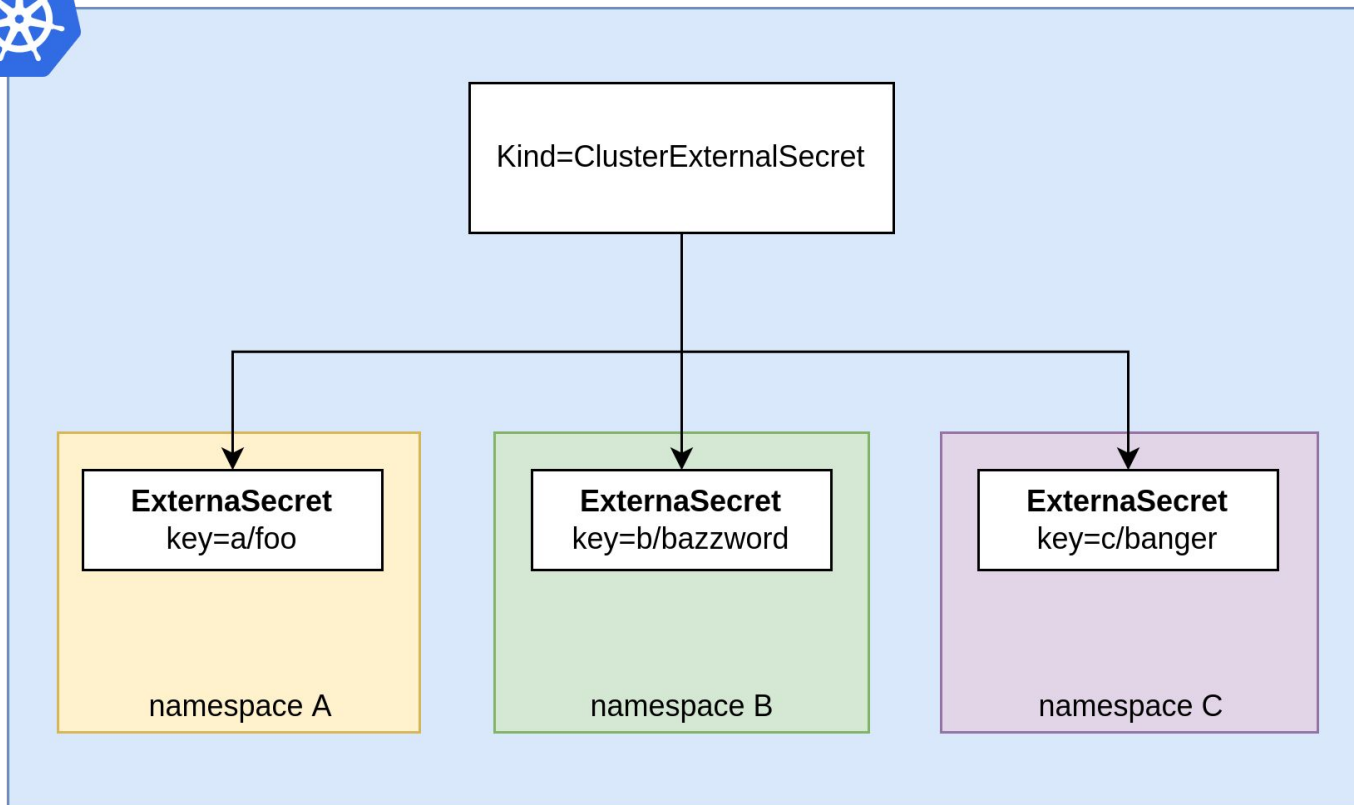 Kind=ClusterExternalSecret
ExternaSecret
key=a/foo
namespace A
ExternaSecret
key=b/bazzword
namespace B
ExternaSecret
key=c/banger
namespace C